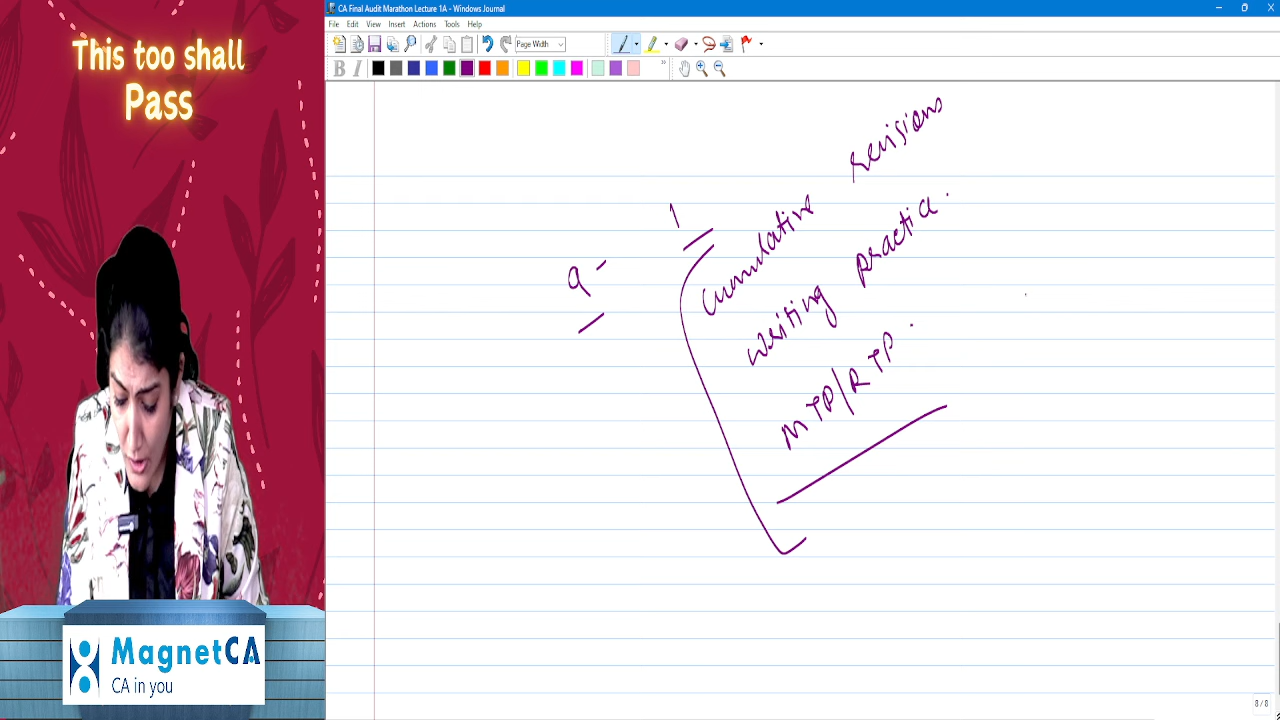 This too shall
Pass
CA Final Audit Marathon Lecture 1A - Windows Journal
File Edit View Insert Actions Tools Help
Page Width
B I
9 - 1
Cumulative revisions
Writing practice.
MTP/RTP.
MagnetCA
CA in you
8 / 8